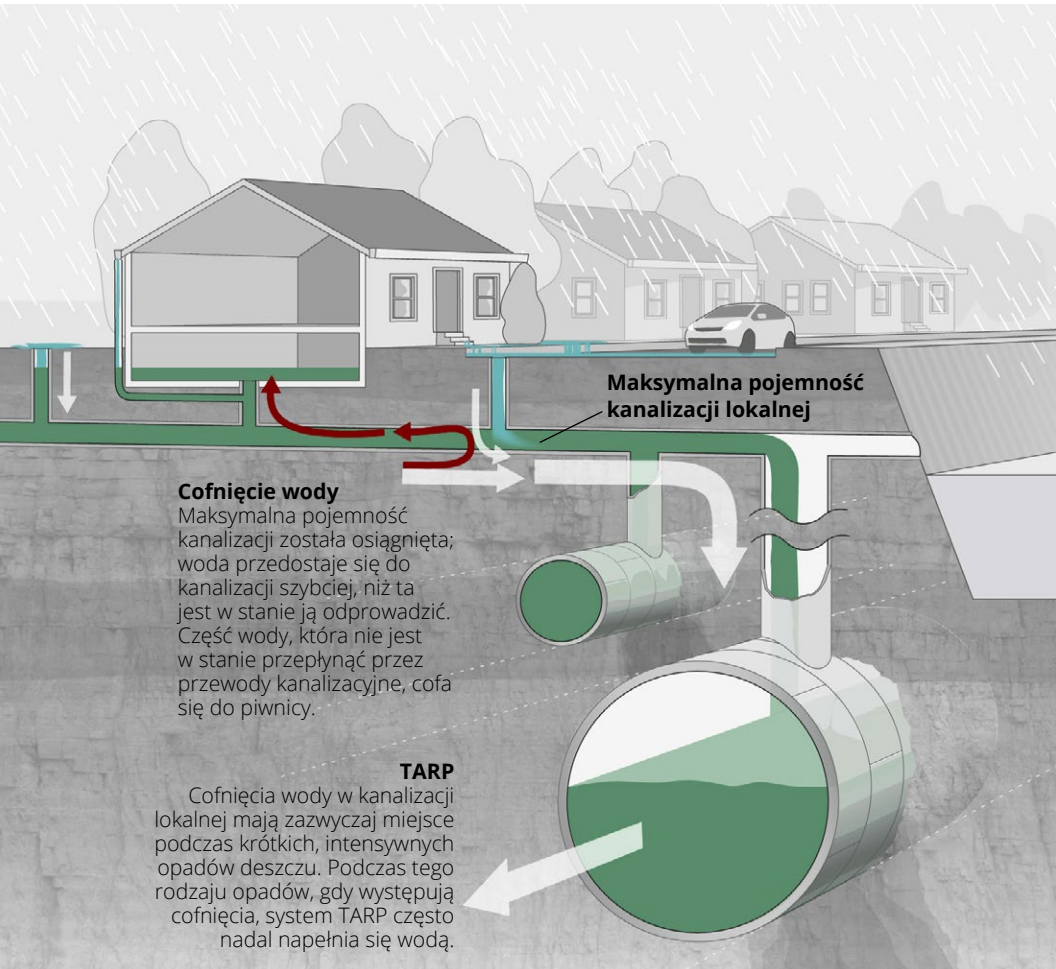 Maksymalna pojemność
kanalizacji lokalnej
Cofnięcie wody
Maksymalna pojemność
kanalizacji została osiągnięta;
woda przedostaje się do
kanalizacji szybciej, niż ta
jest w stanie ją odprowadzić.
Część wody, która nie jest
w stanie przepłynąć przez
przewody kanalizacyjne, cofa
się do piwnicy.
TARP
Cofnięcia wody w kanalizacji
lokalnej mają zazwyczaj miejsce
podczas krótkich, intensywnych
opadów deszczu. Podczas tego
rodzaju opadów, gdy występują
cofnięcia, system TARP często
nadal napełnia się wodą.